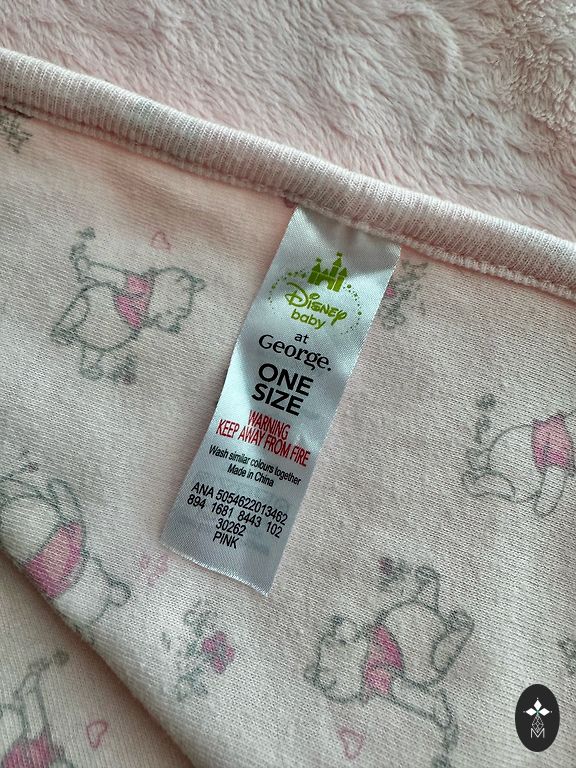 Disney
baby
at
George.
ONE
SIZE
WARNING
KEEP AWAY FROM FIRE
Wash similar colours together
Made in China
ANA 5054622013462
894 1681 8443 102
30262
PINK
M